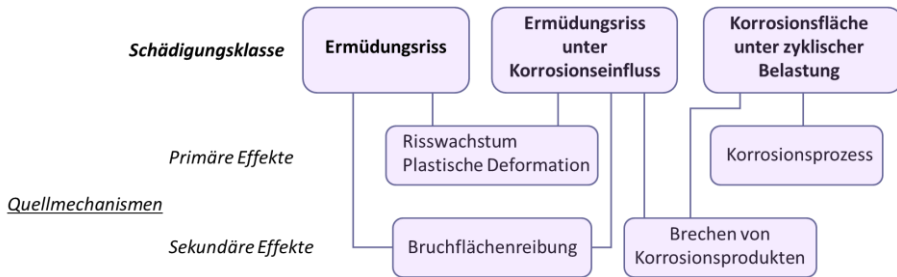 Schädigungsklasse
Ermüdungsriss
Ermüdungsriss
unter
Korrosionseinfluss
Korrosionsfläche
unter zyklischer
Belastung
Primäre Effekte
Risswachstum
Plastische Deformation
Korrosionsprozess
Quellmechanismen
Sekundäre Effekte
Bruchflächenreibung
Brechen von
Korrosionsprodukten